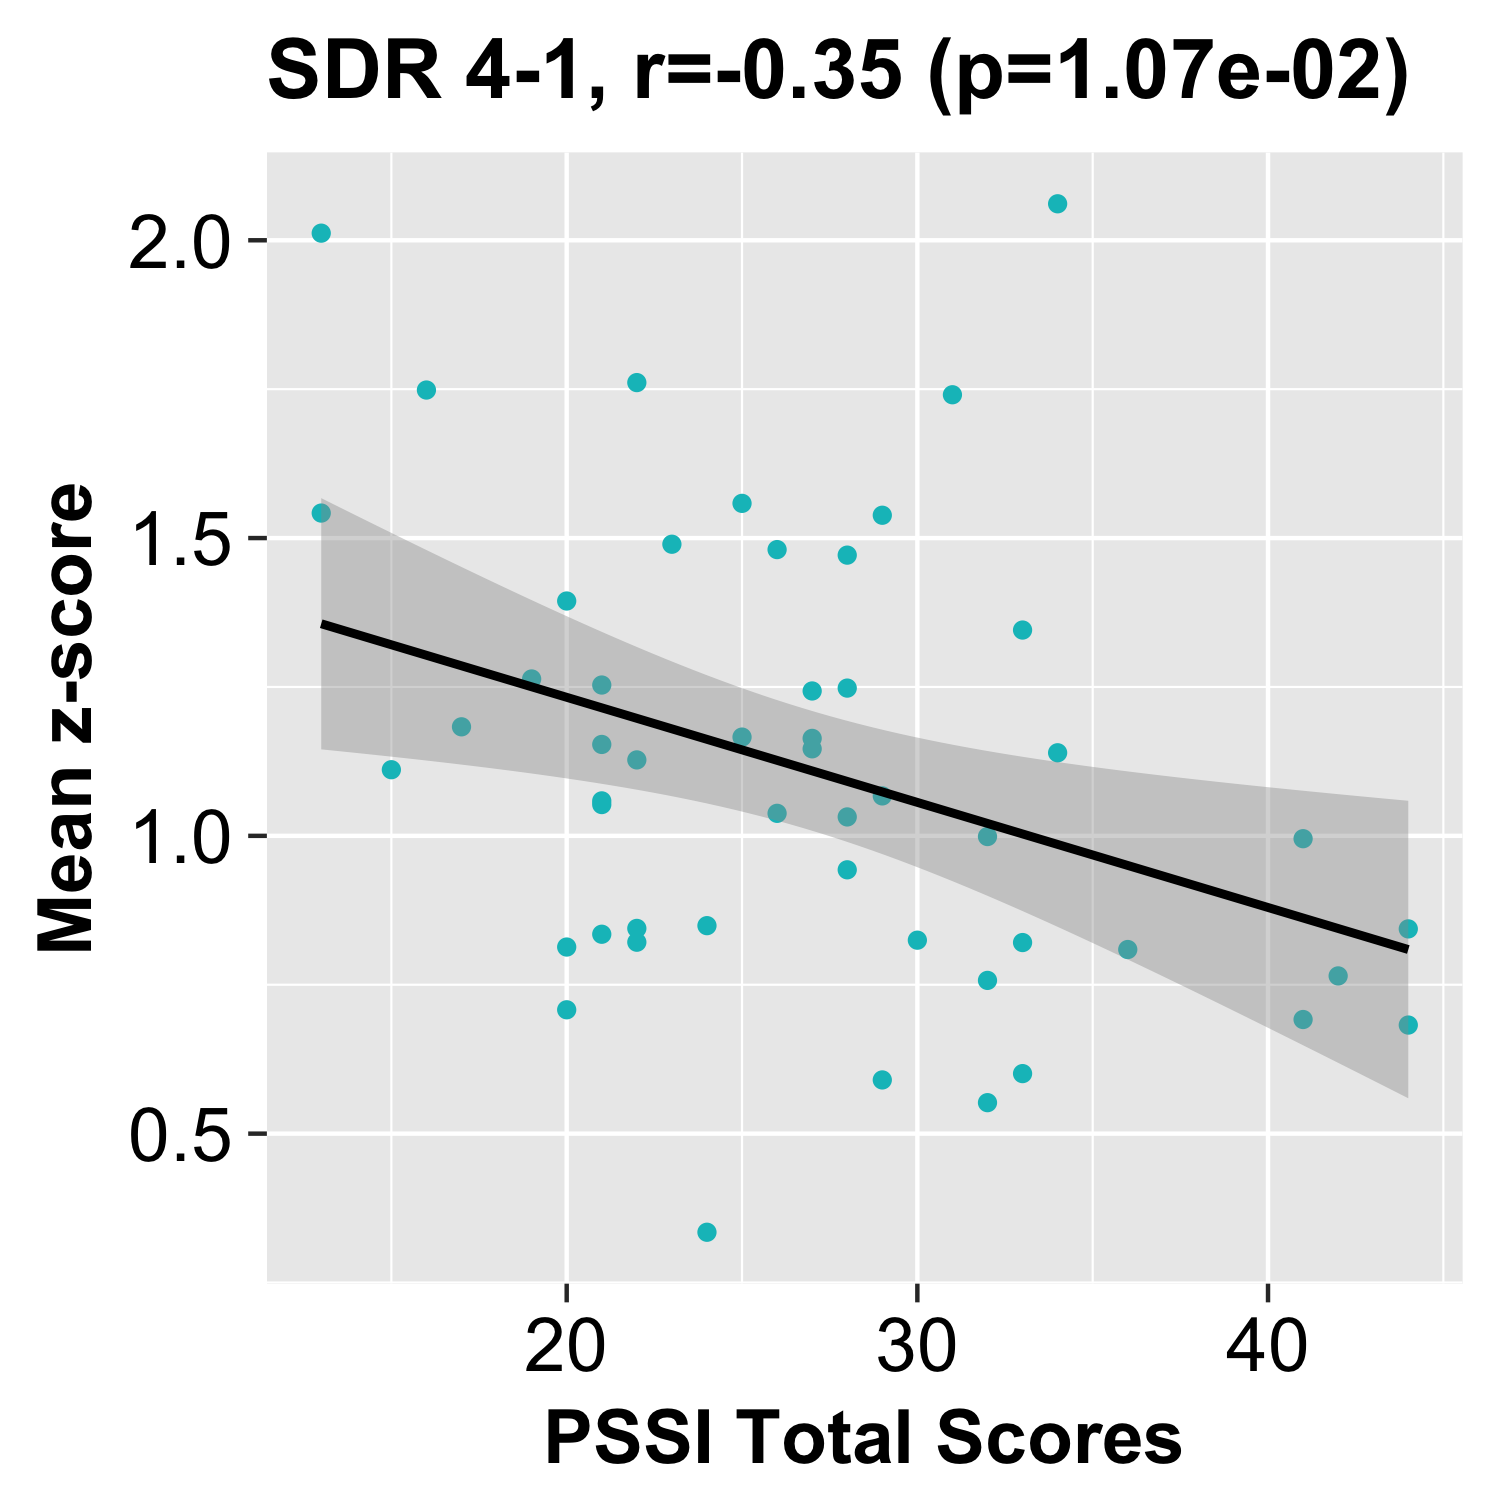 SDR 4-1, r=-0.35 (p=1.07e-02)
2.0
1.5
1.0
0.5
Mean z-score
20 30 40
PSSI Total Scores